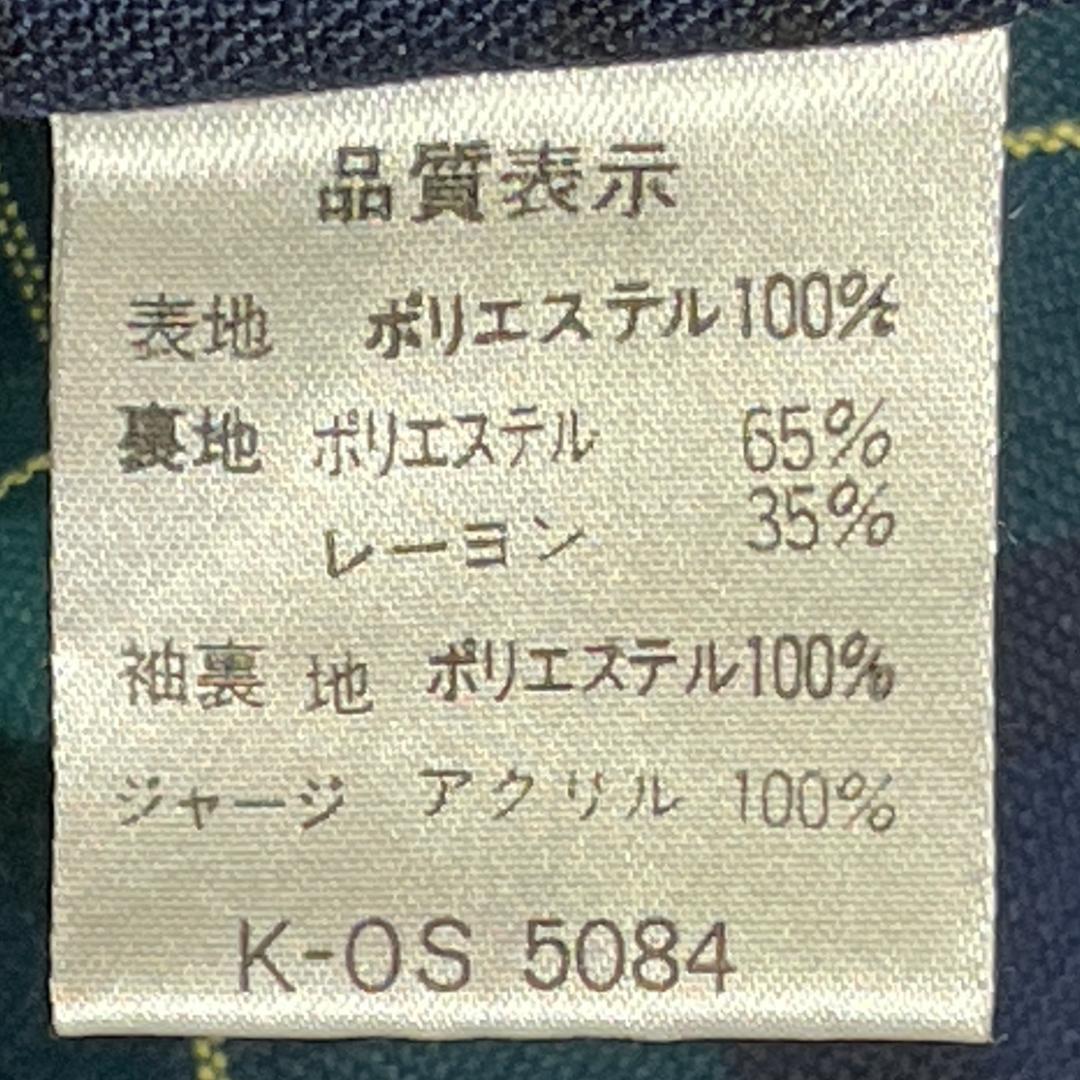 品質表示
表地 ポリエステル100%
裏地 ポリエステル 65%
レーヨン 35%
袖裏地 ポリエステル100%
ジャージ アクリル 100%
K-OS 5084